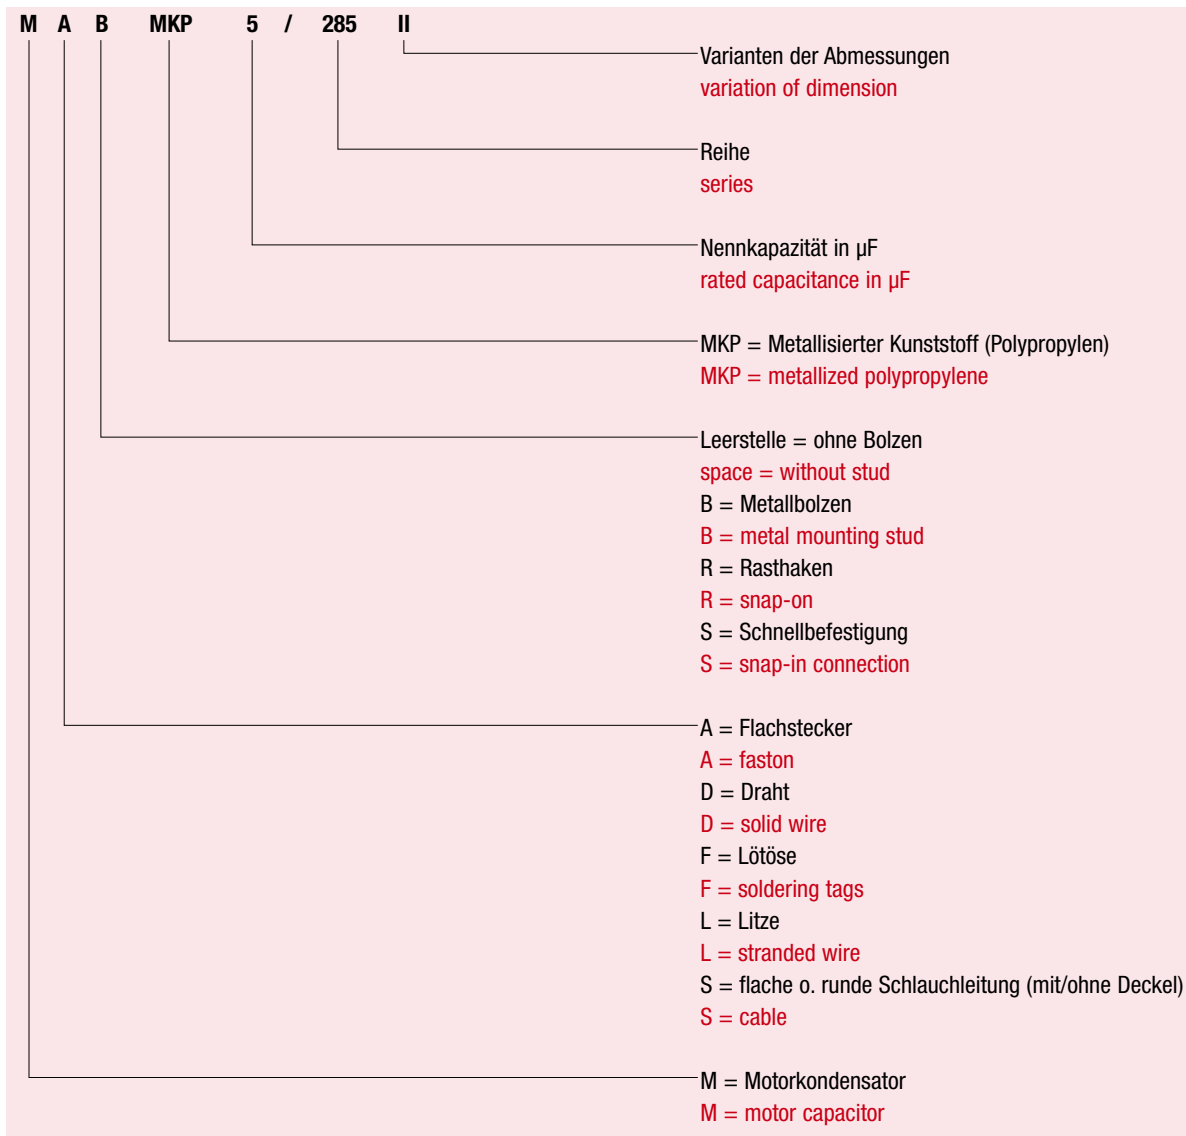 M A B MKP 5 / 285 II
Varianten der Abmessungen
variation of dimension
Reihe
series
Nennkapazität in µF
rated capacitance in µF
MKP = Metallisierter Kunststoff (Polypropylen)
MKP = metallized polypropylene
Leerstelle = ohne Bolzen
space = without stud
B = Metallbolzen
B = metal mounting stud
R = Rasthaken
R = snap-on
S = Schnellbefestigung
S = snap-in connection
A = Flachstecker
A = faston
D = Draht
D = solid wire
F = Lötöse
F = soldering tags
L = Litze
L = stranded wire
S = flache o. runde Schlauchleitung (mit/ohne Deckel)
S = cable
M = Motorkondensator
M = motor capacitor